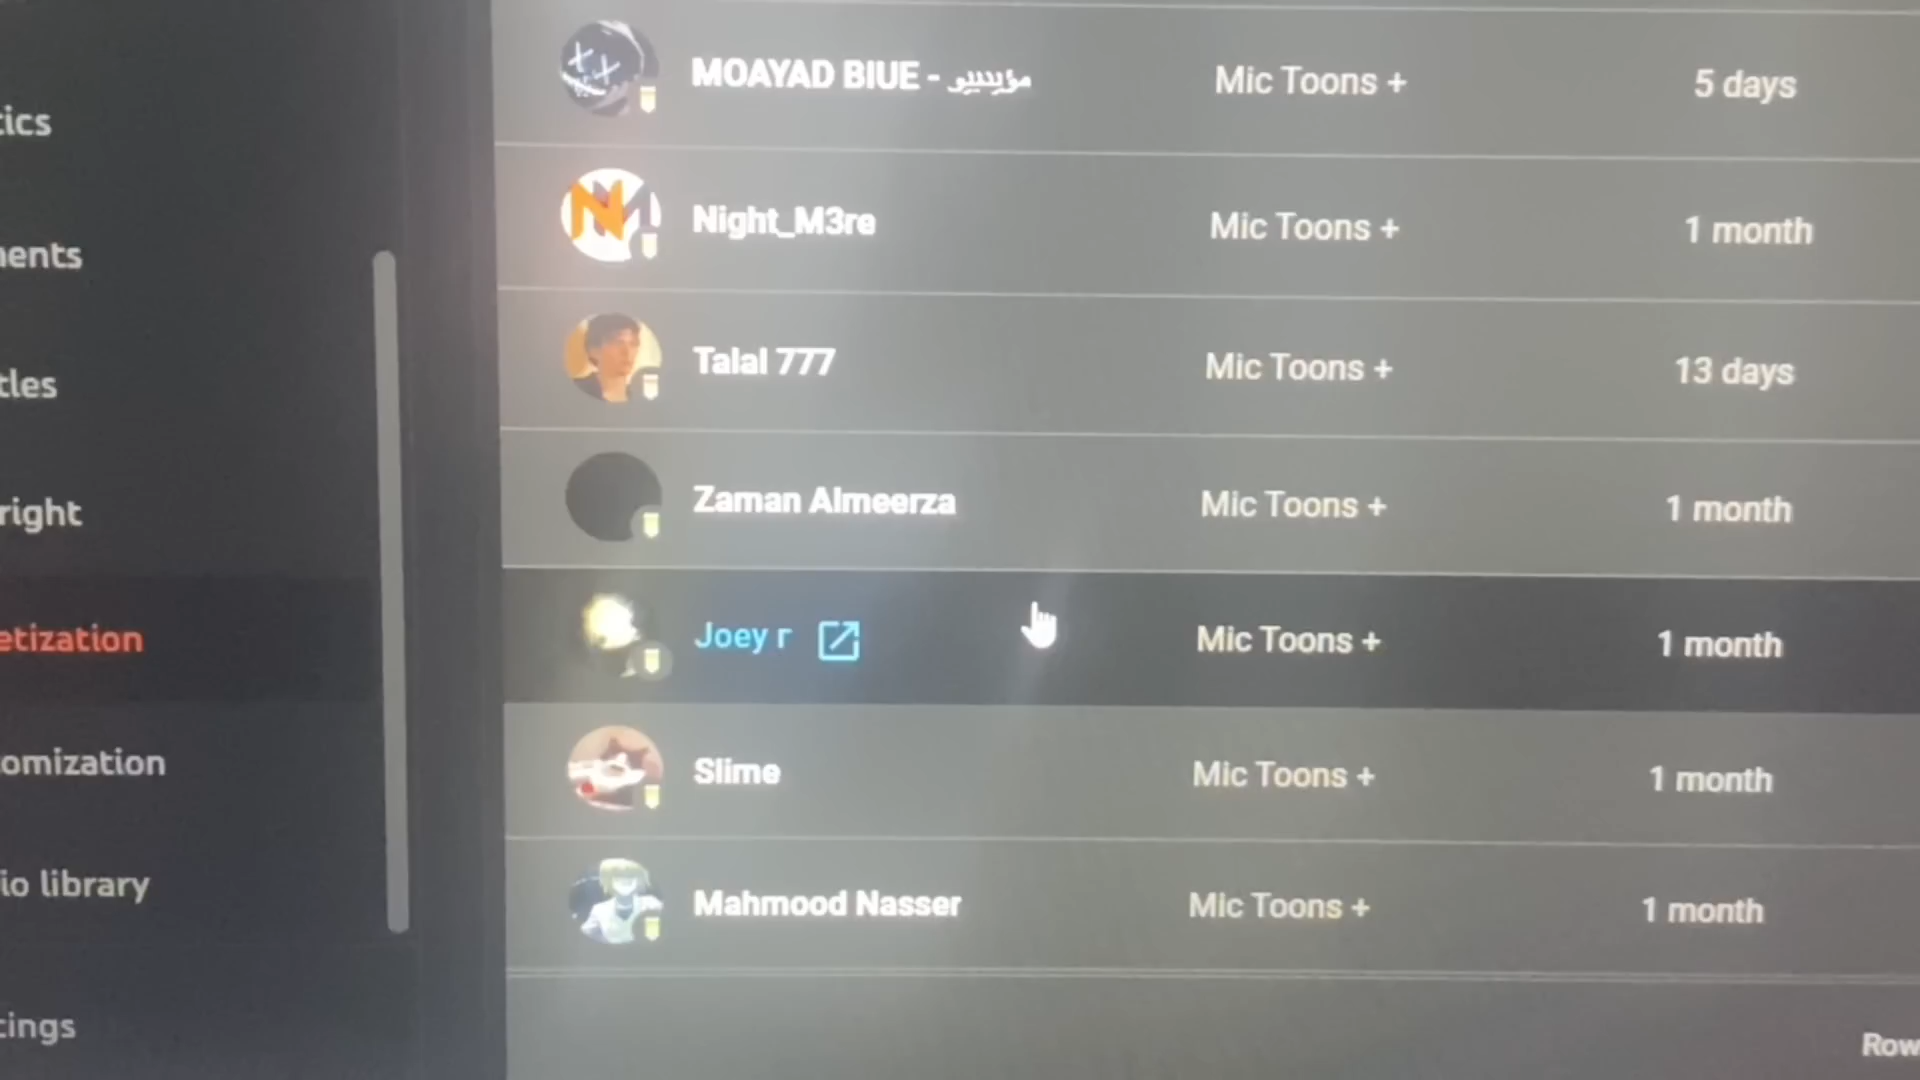 tics
MOAYAD BlUE - مؤيدبيو Mic Toons + 5 days
Night_M3re Mic Toons + 1 month
ments
Talal 777 Mic Toons + 13 days
tles
Zaman Almeerza Mic Toons + 1 month
right
Joey r Mic Toons + 1 month
etization
Slime Mic Toons + 1 month
omization
Mahmood Nasser Mic Toons + 1 month
io library
tings
Row